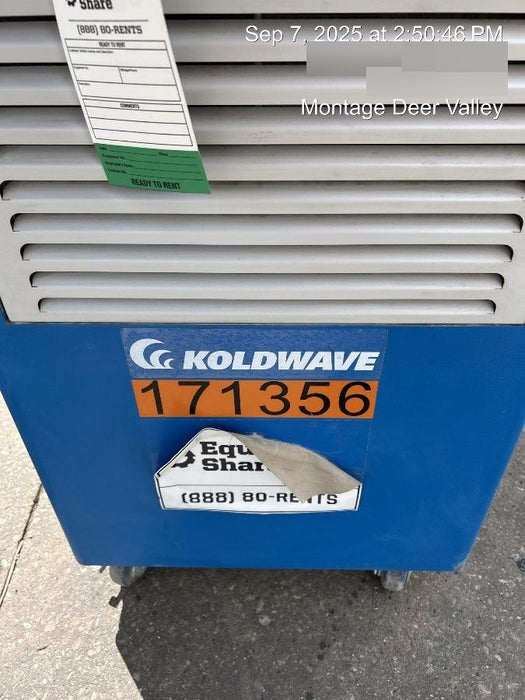 Share
(888) 80-RENTS
READY TO RENT
COMMENTS
READY TO RENT
Sep 7, 2025 at 2:50:46 PM
Montage Deer Valley
KOLDWAVE
171356
Equ
Shar
(888) 80-RENTS